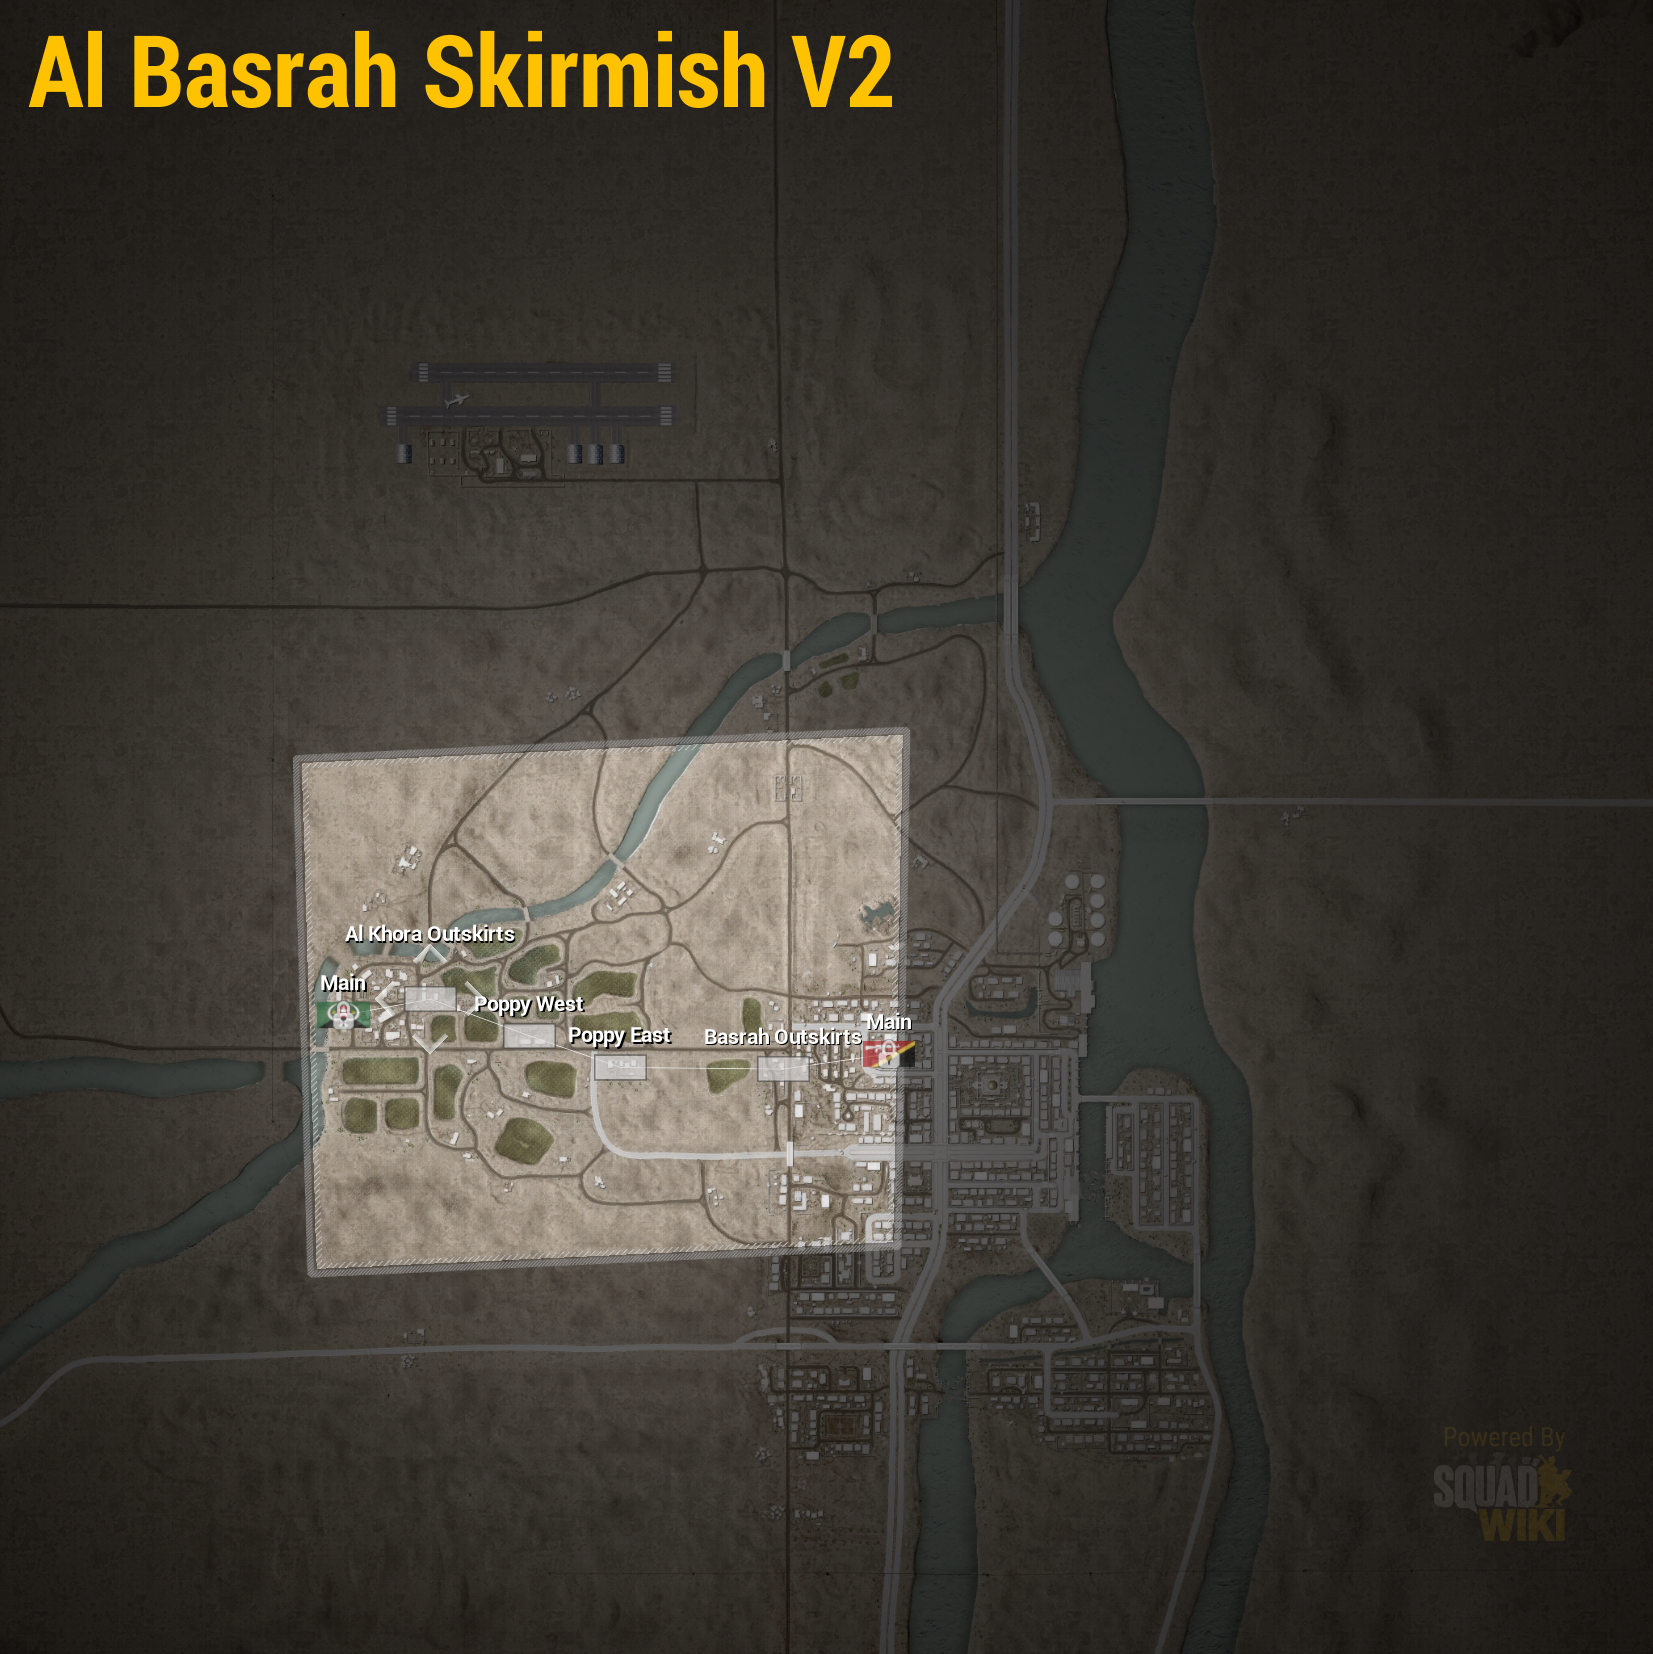 Al Basrah Skirmish V2
Al Khora Outskirts
Main
Poppy West
Poppy East
Basrah Outskirts
Main
Powered By
SQUAD
WIKI